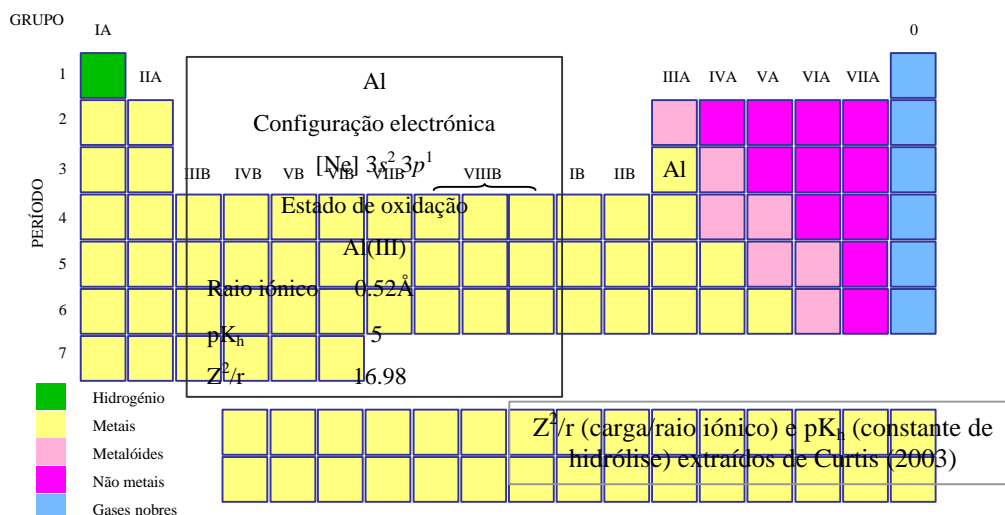 GRUPO
IA
0
1
IIA
IIIA IVA VA VIA VIIA
Al
2
Configuração electrónica
[Ne] 3s² 3p¹
3
IIIB IVB VB VIB VIIB VIIIB IB IIB
Al
PERÍODO
4
Estado de oxidação
5
Al(III)
Raio iónico 0.52Å
6
pKₕ 5
7
Z²/r 16.98
Hidrogénio
Metais
Metalóides
Não metais
Gases nobres
Z²/r (carga/raio iónico) e pKₕ (constante de
hidrólise) extraídos de Curtis (2003)